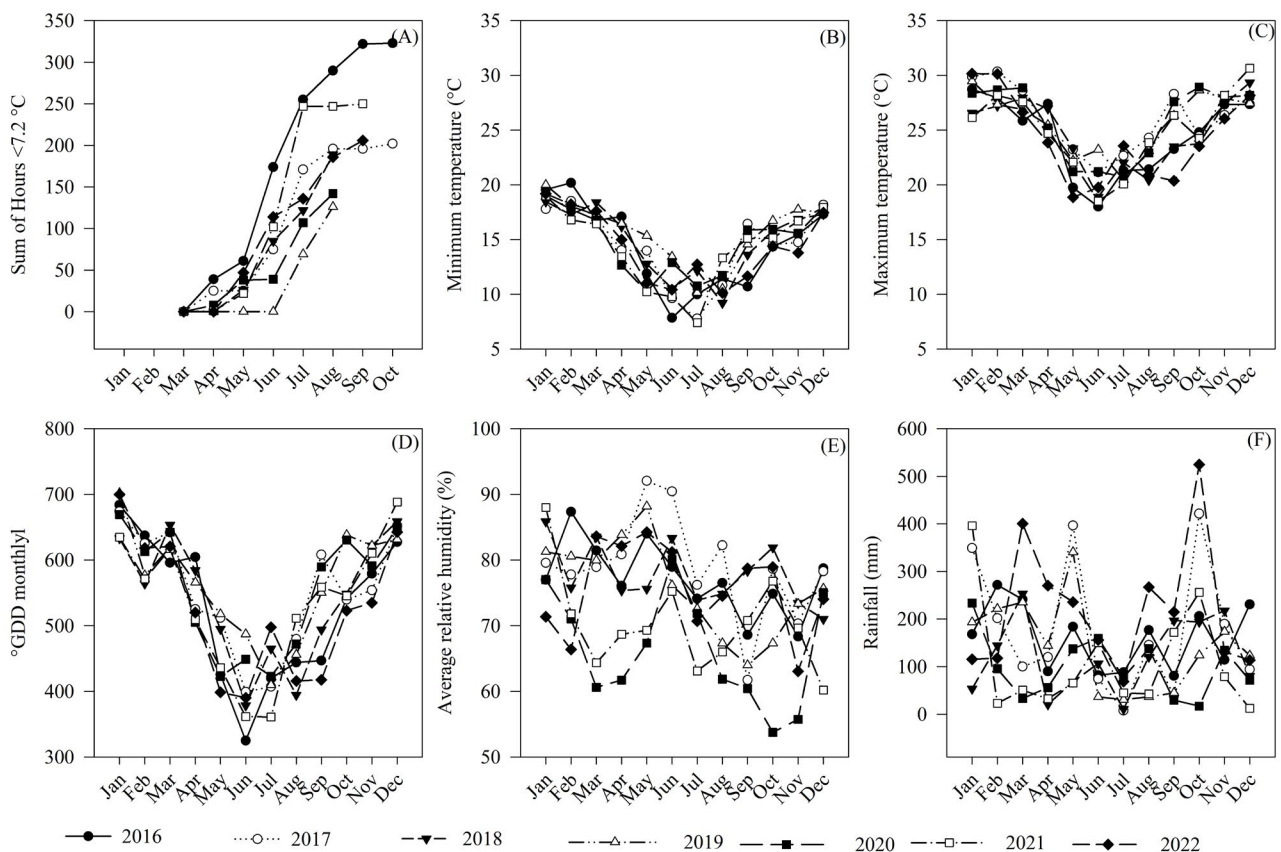 350
300
250
200
150
100
50
0
Sum of Hours <7.2 °C
(A)
Jan Feb Mar Apr May Jun Jul Aug Sep Oct
35
30
25
20
15
10
5
Minimum temperature (°C
(B)
Jan Feb Mar Apr May Jun Jul Aug Sep Oct Nov Dec
35
30
25
20
15
10
5
Maximum temperature (°C)
(C)
Jan Feb Mar Apr May Jun Jul Aug Sep Oct Nov Dec
800
700
600
500
400
300
°GDD monthlyl
(D)
Jan Feb Mar Apr May Jun Jul Aug Sep Oct Nov Dec
100
90
80
70
60
50
Average relative humidity (%)
(E)
Jan Feb Mar Apr May Jun Jul Aug Sep Oct Nov Dec
600
500
400
300
200
100
0
Rainfall (mm)
(F)
Jan Feb Mar Apr May Jun Jul Aug Sep Oct Nov Dec
2016 2017 2018 2019 2020 2021 2022